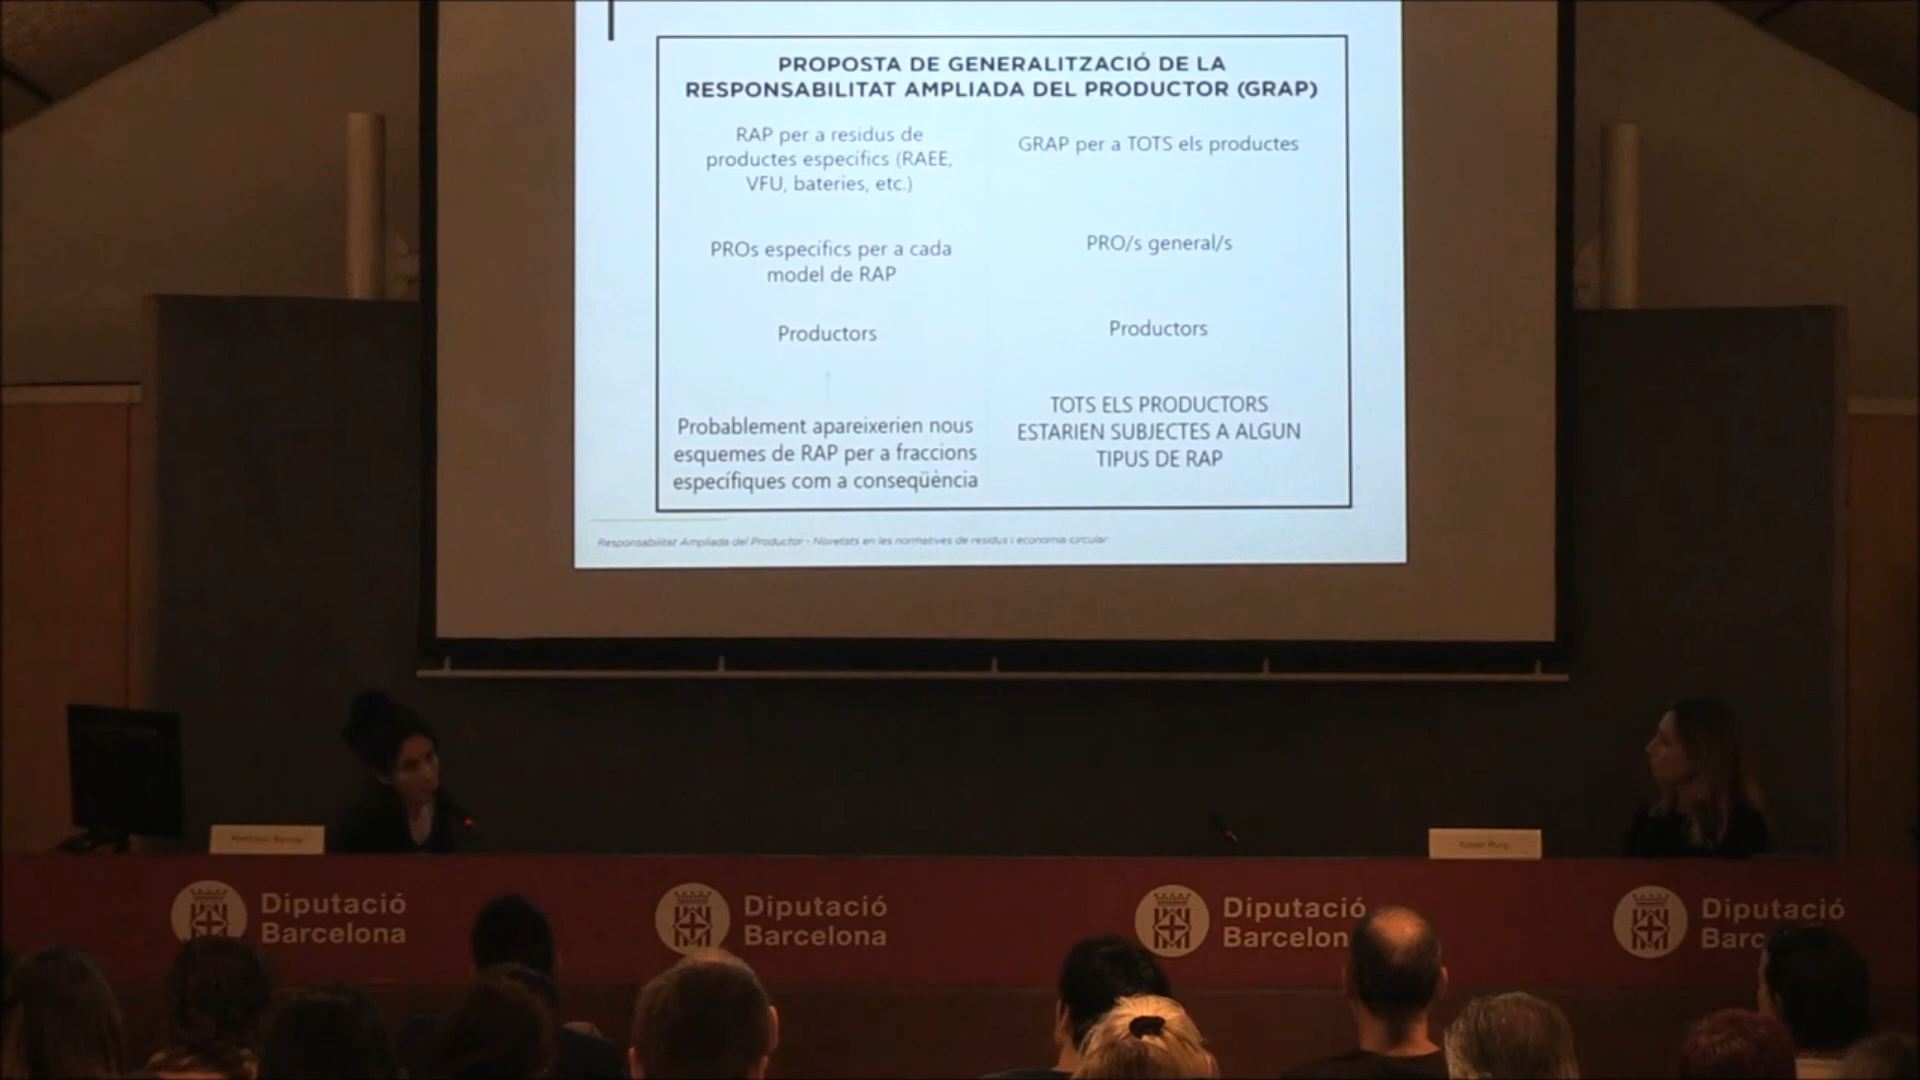 PROPOSTA DE GENERALITZACIÓ DE LA
RESPONSABILITAT AMPLIADA DEL PRODUCTOR (GRAP)
RAP per a residus de
productes específics (RAEE,
VFU, bateries, etc.)
PROs específics per a cada
model de RAP
Productors
Probablement apareixerien nous
esquemes de RAP per a fraccions
específiques com a conseqüència
GRAP per a TOTS els productes
PRO/s general/s
Productors
TOTS ELS PRODUCTORS
ESTARIEN SUBJECTES A ALGUN
TIPUS DE RAP
Responsabilitat Ampliada del Productor - Novetats en les normatives de residus i economia circular
Puig
Diputació
Barcelona
Diputació
Barcelona
Diputació
Barcelon
Diputació
Barc